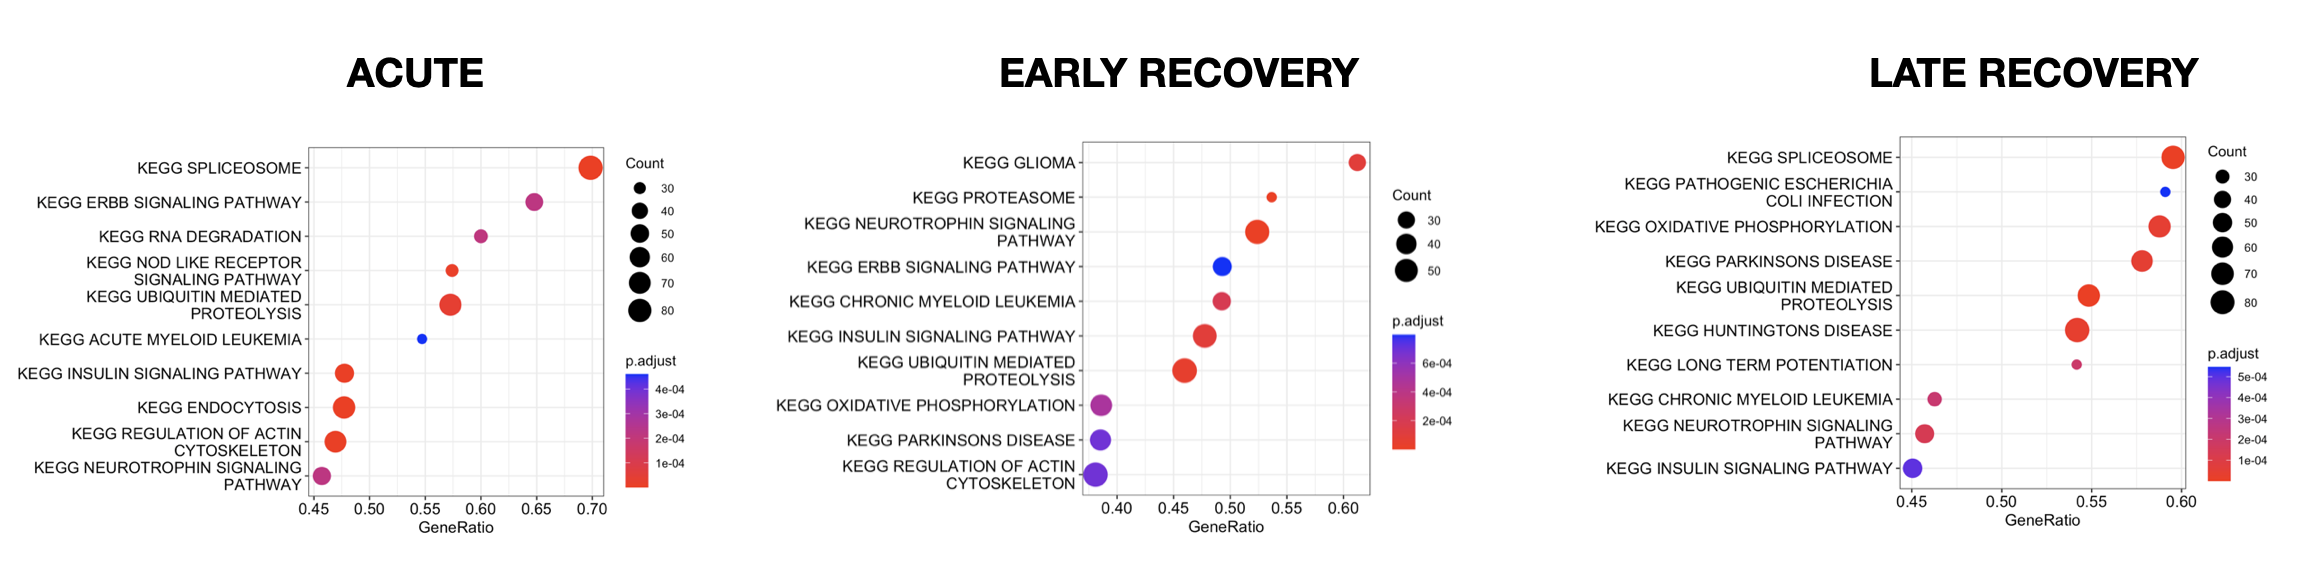 ACUTE
KEGG SPLICEOSOME
KEGG ERBB SIGNALING PATHWAY
KEGG RNA DEGRADATION
KEGG NOD LIKE RECEPTOR
SIGNALING PATHWAY
KEGG UBIQUITIN MEDIATED
PROTEOLYSIS
KEGG ACUTE MYELOID LEUKEMIA
KEGG INSULIN SIGNALING PATHWAY
KEGG ENDOCYTOSIS
KEGG REGULATION OF ACTIN
CYTOSKELETON
KEGG NEUROTROPHIN SIGNALING
PATHWAY
0.45 0.50 0.55 0.60 0.65 0.70
GeneRatio
Count
30
40
50
60
70
80
p.adjust
4e-04
3e-04
2e-04
1e-04
EARLY RECOVERY
KEGG GLIOMA
KEGG PROTEASOME
KEGG NEUROTROPHIN SIGNALING
PATHWAY
KEGG ERBB SIGNALING PATHWAY
KEGG CHRONIC MYELOID LEUKEMIA
KEGG INSULIN SIGNALING PATHWAY
KEGG UBIQUITIN MEDIATED
PROTEOLYSIS
KEGG OXIDATIVE PHOSPHORYLATION
KEGG PARKINSONS DISEASE
KEGG REGULATION OF ACTIN
CYTOSKELETON
0.40 0.45 0.50 0.55 0.60
GeneRatio
Count
30
40
50
p.adjust
6e-04
4e-04
2e-04
LATE RECOVERY
KEGG SPLICEOSOME
KEGG PATHOGENIC ESCHERICHIA
COLI INFECTION
KEGG OXIDATIVE PHOSPHORYLATION
KEGG PARKINSONS DISEASE
KEGG UBIQUITIN MEDIATED
PROTEOLYSIS
KEGG HUNTINGTONS DISEASE
KEGG LONG TERM POTENTIATION
KEGG CHRONIC MYELOID LEUKEMIA
KEGG NEUROTROPHIN SIGNALING
PATHWAY
KEGG INSULIN SIGNALING PATHWAY
0.45 0.50 0.55 0.60
GeneRatio
Count
30
40
50
60
70
80
p.adjust
5e-04
4e-04
3e-04
2e-04
1e-04